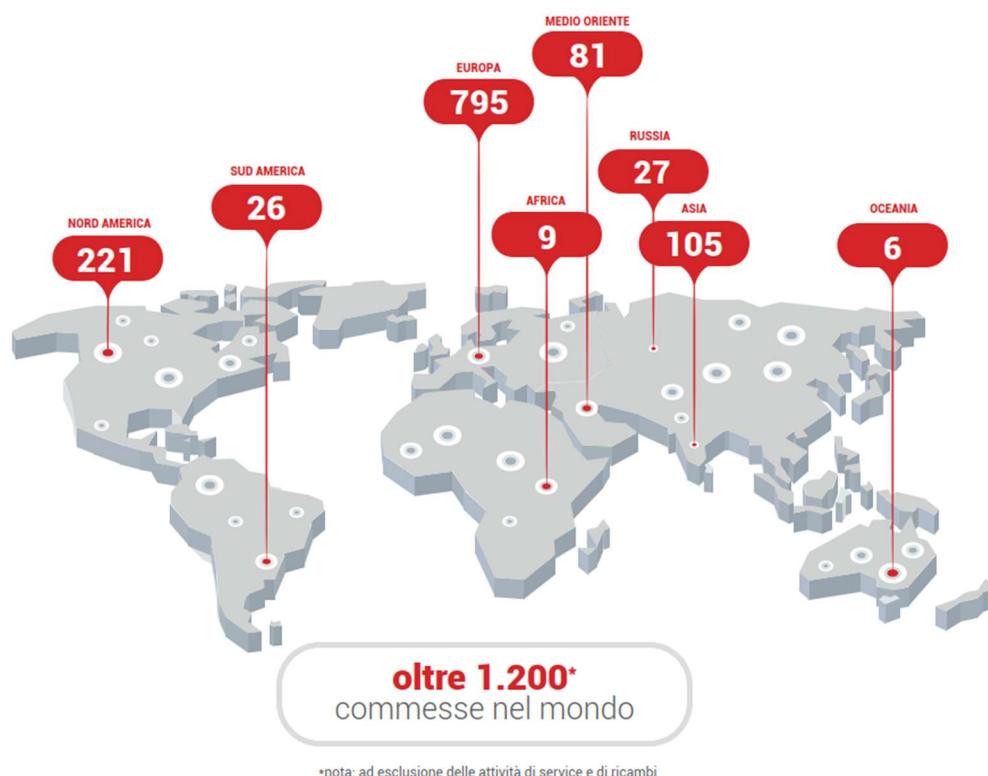 MEDIO ORIENTE
81
EUROPA
795
RUSSIA
27
SUD AMERICA
26
AFRICA
9
ASIA
105
OCEANIA
6
NORD AMERICA
221
oltre 1.200*
commesse nel mondo
*nota: ad esclusione delle attività di service e di ricambi